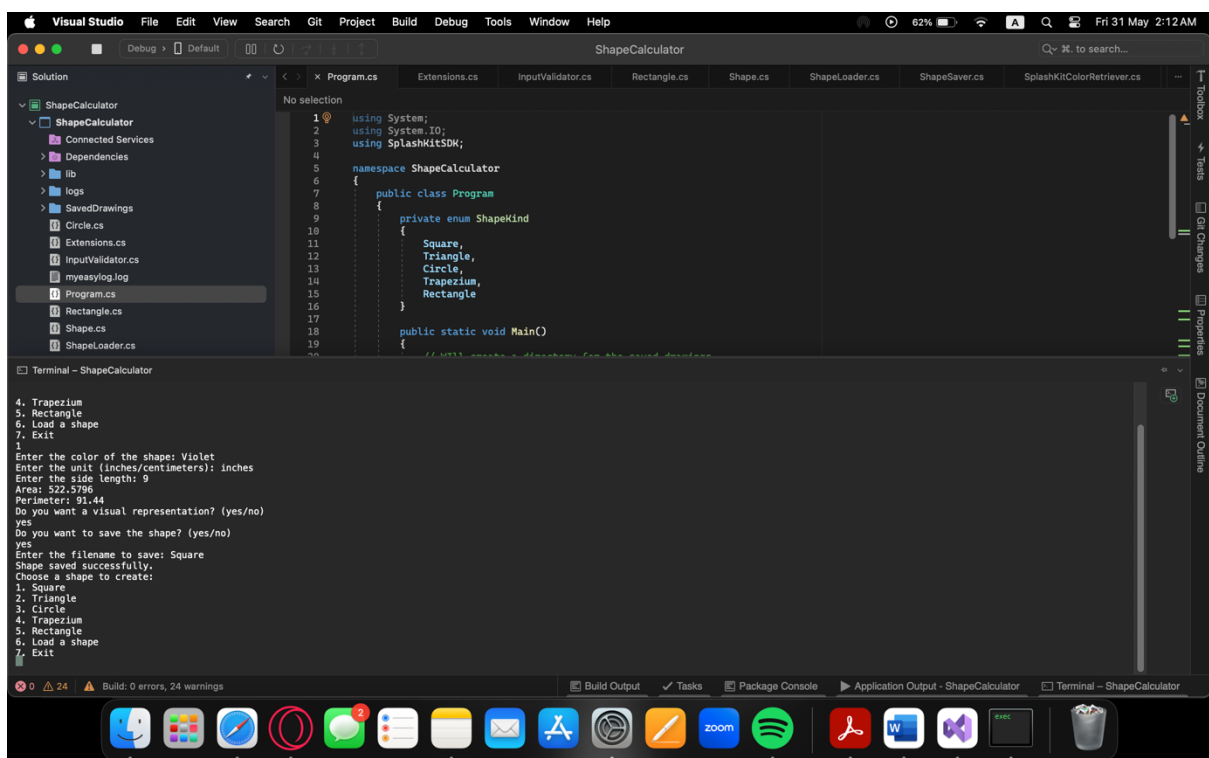 Visual Studio File Edit View Search Git Project Build Debug Tools Window Help 62% A Fri 31 May 2:12 AM
Debug > Default ShapeCalculator ⌘. to search...
Solution
Program.cs Extensions.cs InputValidator.cs Rectangle.cs Shape.cs ShapeLoader.cs ShapeSaver.cs SplashKitColorRetriever.cs
No selection
ShapeCalculator
ShapeCalculator
Connected Services
Dependencies
lib
logs
SavedDrawings
Circle.cs
Extensions.cs
InputValidator.cs
myeasylog.log
Program.cs
Rectangle.cs
Shape.cs
ShapeLoader.cs
1 using System;
2 using System.IO;
3 using SplashKitSDK;
4
5 namespace ShapeCalculator
6 {
7 public class Program
8 {
9 private enum ShapeKind
10 {
11 Square,
12 Triangle,
13 Circle,
14 Trapezium,
15 Rectangle
16 }
17
18 public static void Main()
19 {
20 // Will create a directory for the saved drawings
Toolbox
Tests
Git Changes
Properties
Document Outline
Terminal – ShapeCalculator
4. Trapezium
5. Rectangle
6. Load a shape
7. Exit
1
Enter the color of the shape: Violet
Enter the unit (inches/centimeters): inches
Enter the side length: 9
Area: 522.5796
Perimeter: 91.44
Do you want a visual representation? (yes/no)
yes
Do you want to save the shape? (yes/no)
yes
Enter the filename to save: Square
Shape saved successfully.
Choose a shape to create:
1. Square
2. Triangle
3. Circle
4. Trapezium
5. Rectangle
6. Load a shape
7. Exit
0 24 Build: 0 errors, 24 warnings Build Output Tasks Package Console Application Output - ShapeCalculator Terminal – ShapeCalculator
2 zoom W exec